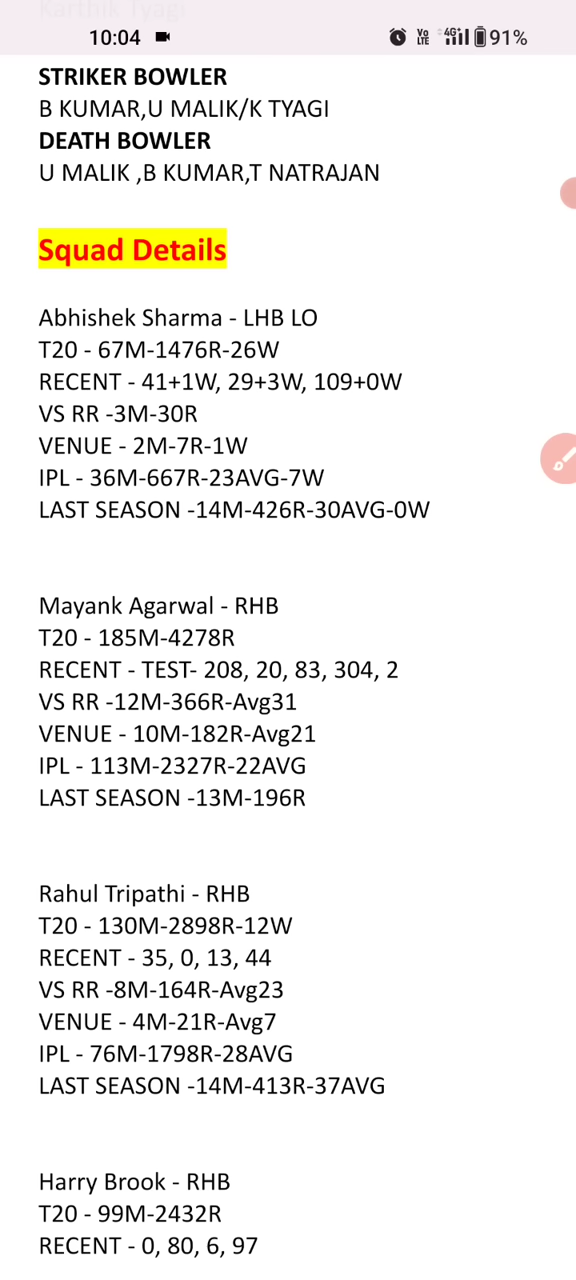 Karthik Tyagi
10:04
Vo LTE 4G+ 91%
STRIKER BOWLER
B KUMAR,U MALIK/K TYAGI
DEATH BOWLER
U MALIK ,B KUMAR,T NATRAJAN
Squad Details
Abhishek Sharma - LHB LO
T20 - 67M-1476R-26W
RECENT - 41+1W, 29+3W, 109+0W
VS RR -3M-30R
VENUE - 2M-7R-1W
IPL - 36M-667R-23AVG-7W
LAST SEASON -14M-426R-30AVG-0W
Mayank Agarwal - RHB
T20 - 185M-4278R
RECENT - TEST- 208, 20, 83, 304, 2
VS RR -12M-366R-Avg31
VENUE - 10M-182R-Avg21
IPL - 113M-2327R-22AVG
LAST SEASON -13M-196R
Rahul Tripathi - RHB
T20 - 130M-2898R-12W
RECENT - 35, 0, 13, 44
VS RR -8M-164R-Avg23
VENUE - 4M-21R-Avg7
IPL - 76M-1798R-28AVG
LAST SEASON -14M-413R-37AVG
Harry Brook - RHB
T20 - 99M-2432R
RECENT - 0, 80, 6, 97